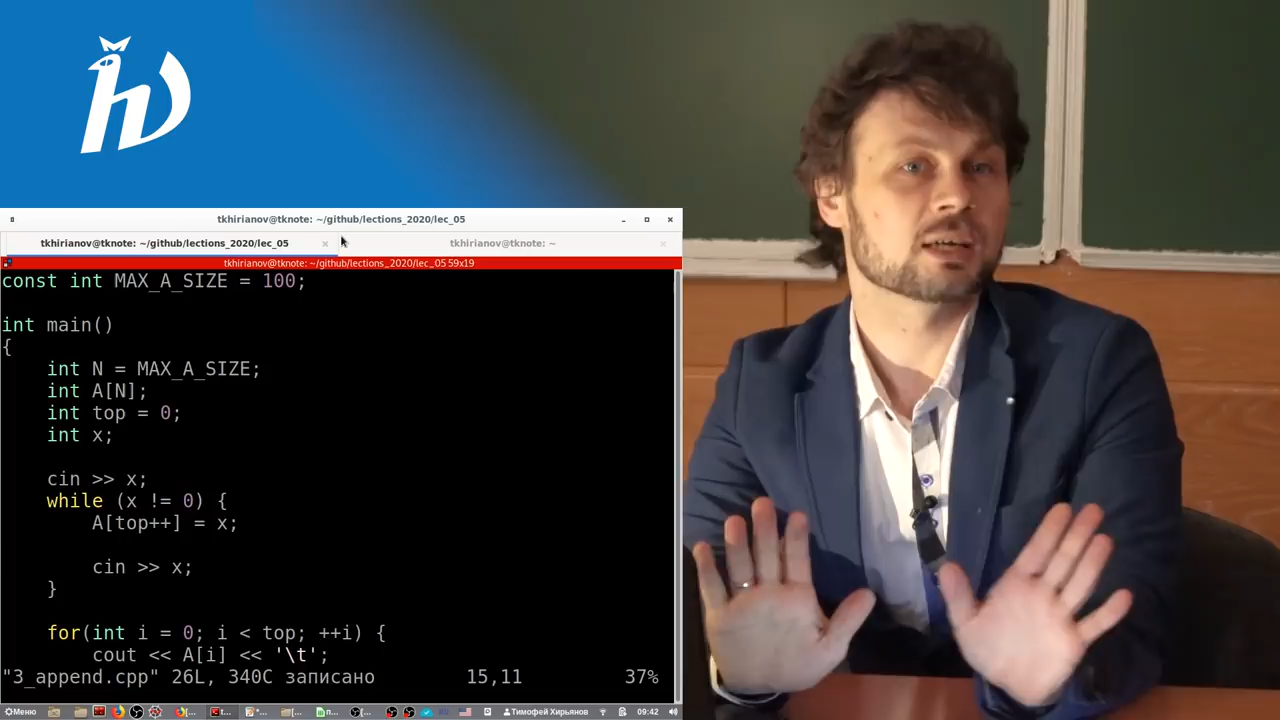 tkhirianov@tknote: ~/github/lections_2020/lec_05
tkhirianov@tknote: ~/github/lections_2020/lec_05
tkhirianov@tknote: ~
tkhirianov@tknote: ~/github/lections_2020/lec_05 59x19
const int MAX_A_SIZE = 100;
int main()
{
int N = MAX_A_SIZE;
int A[N];
int top = 0;
int x;
cin >> x;
while (x != 0) {
A[top++] = x;
cin >> x;
}
for(int i = 0; i < top; ++i) {
cout << A[i] << '\t';
"3_append.cpp" 26L, 340C записано 15,11 37%
Меню
Тимофей Хирьянов
09:42